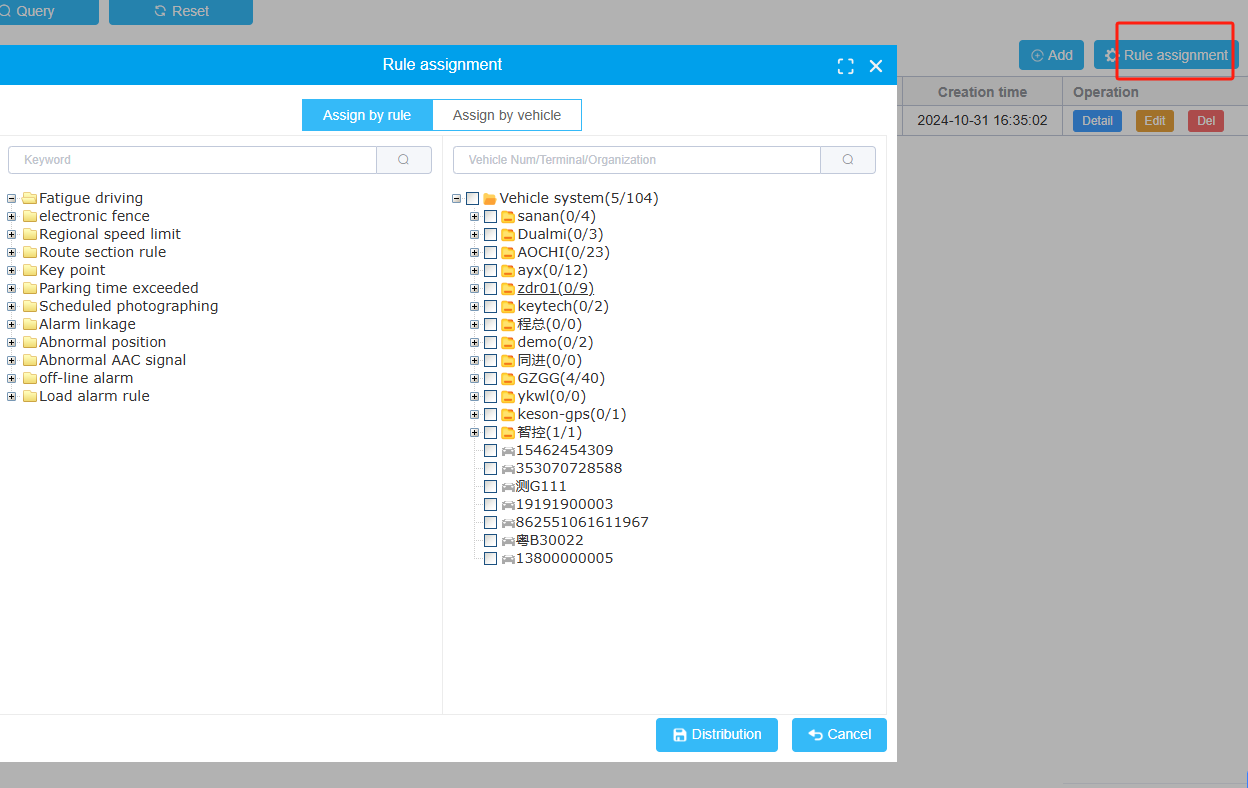 Query
Reset
Add
Rule assignment
Creation time
Operation
2024-10-31 16:35:02
Detail
Edit
Del
Rule assignment
Assign by rule
Assign by vehicle
Keyword
Fatigue driving
electronic fence
Regional speed limit
Route section rule
Key point
Parking time exceeded
Scheduled photographing
Alarm linkage
Abnormal position
Abnormal AAC signal
off-line alarm
Load alarm rule
Vehicle Num/Terminal/Organization
Vehicle system(5/104)
sanan(0/4)
Dualmi(0/3)
AOCHI(0/23)
ayx(0/12)
zdr01(0/9)
keytech(0/2)
程总(0/0)
demo(0/2)
同进(0/0)
GZGG(4/40)
ykwl(0/0)
keson-gps(0/1)
智控(1/1)
15462454309
353070728588
测G111
19191900003
862551061611967
粤B30022
13800000005
Distribution
Cancel